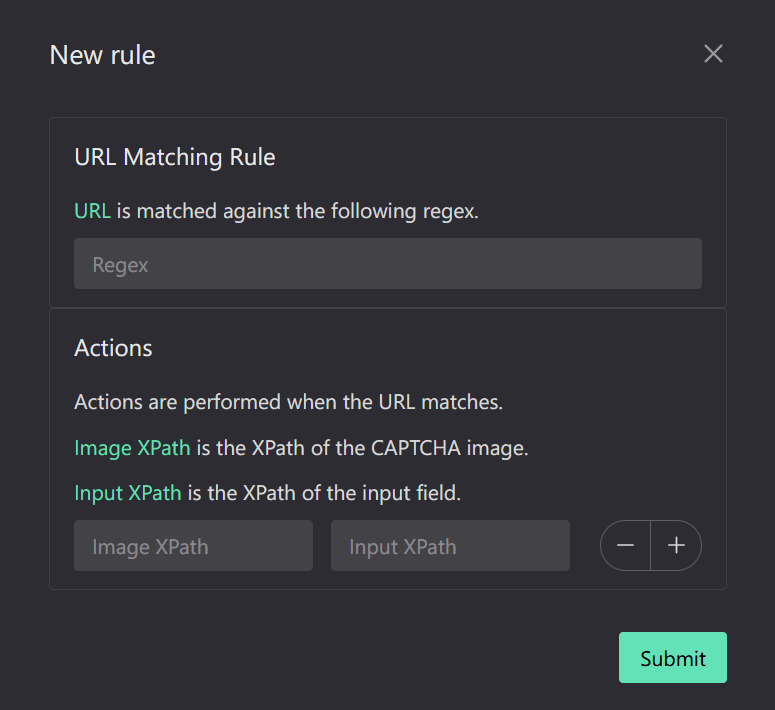 New rule
URL Matching Rule
URL is matched against the following regex.
Regex
Actions
Actions are performed when the URL matches.
Image XPath is the XPath of the CAPTCHA image.
Input XPath is the XPath of the input field.
Image XPath Input XPath
Submit